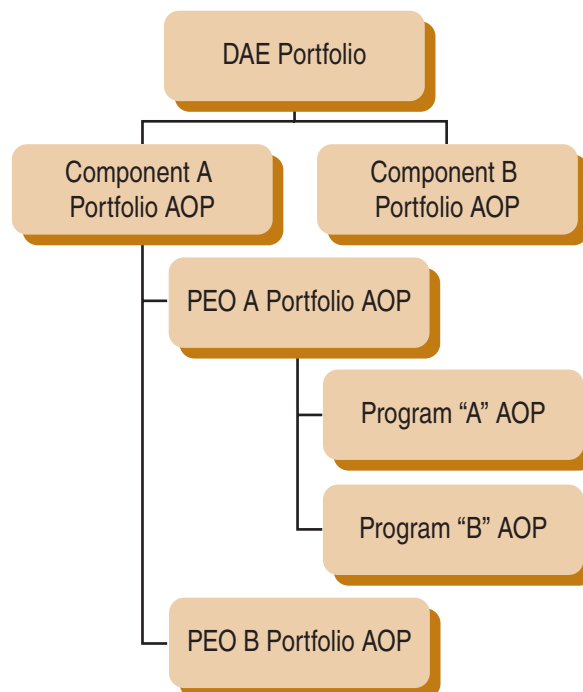 DAE Portfolio
Component A
Portfolio AOP
Component B
Portfolio AOP
PEO A Portfolio AOP
Program “A” AOP
Program “B” AOP
PEO B Portfolio AOP